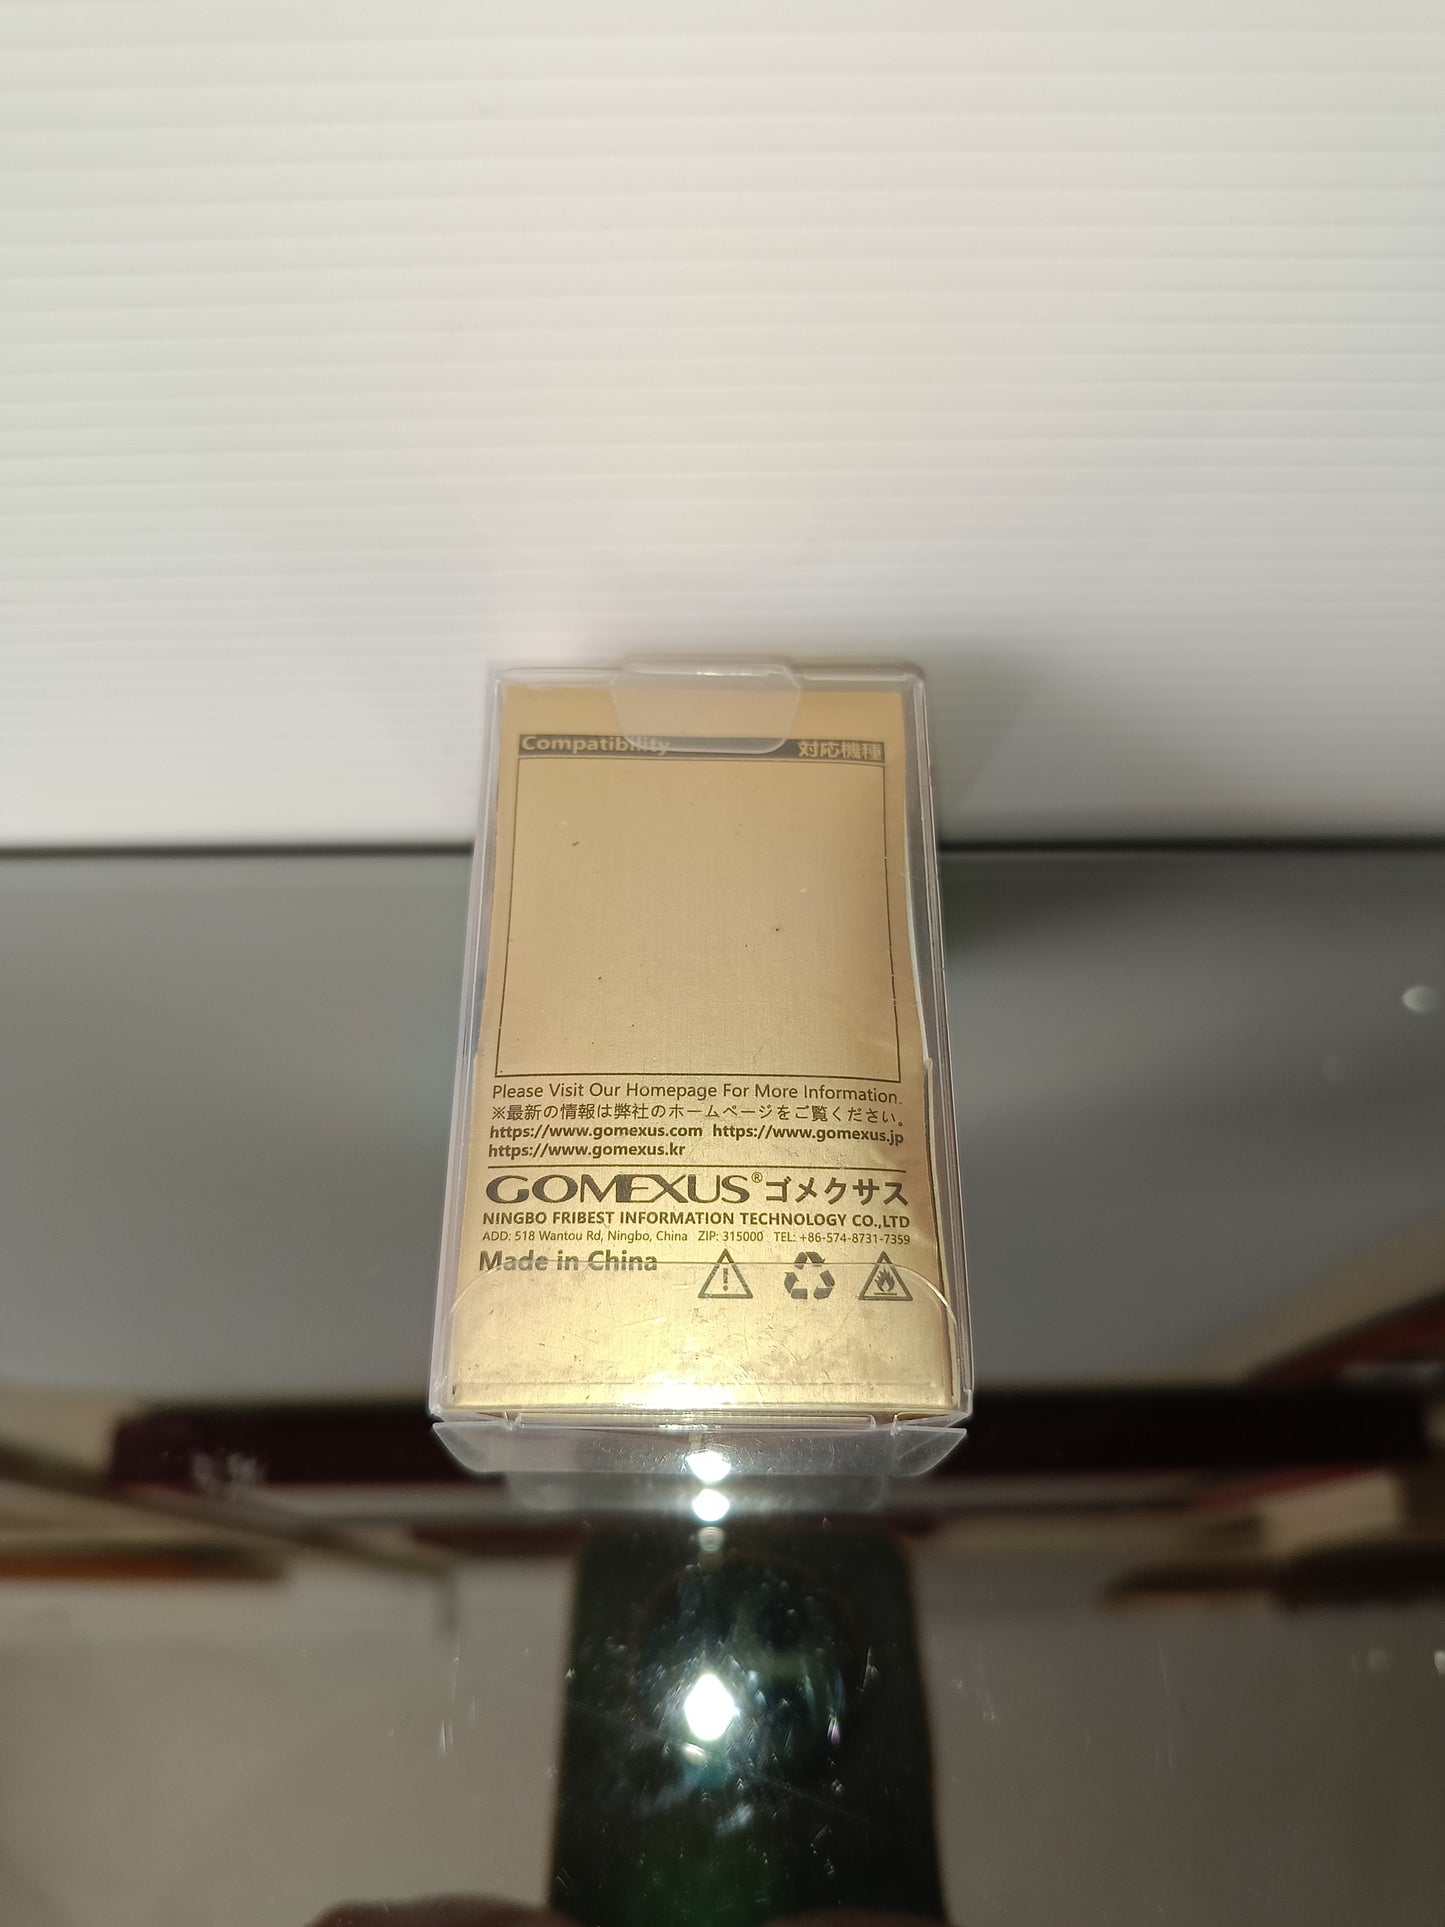 Compatibility 対応機種
Please Visit Our Homepage For More Information.
※最新の情報は弊社のホームページをご覧ください。
https://www.gomexus.com https://www.gomexus.jp
https://www.gomexus.kr
GOMEXUS® ゴメクサス
NINGBO FRIBEST INFORMATION TECHNOLOGY CO.,LTD
ADD: 518 Wantou Rd, Ningbo, China ZIP: 315000 TEL: +86-574-8731-7359
Made in China